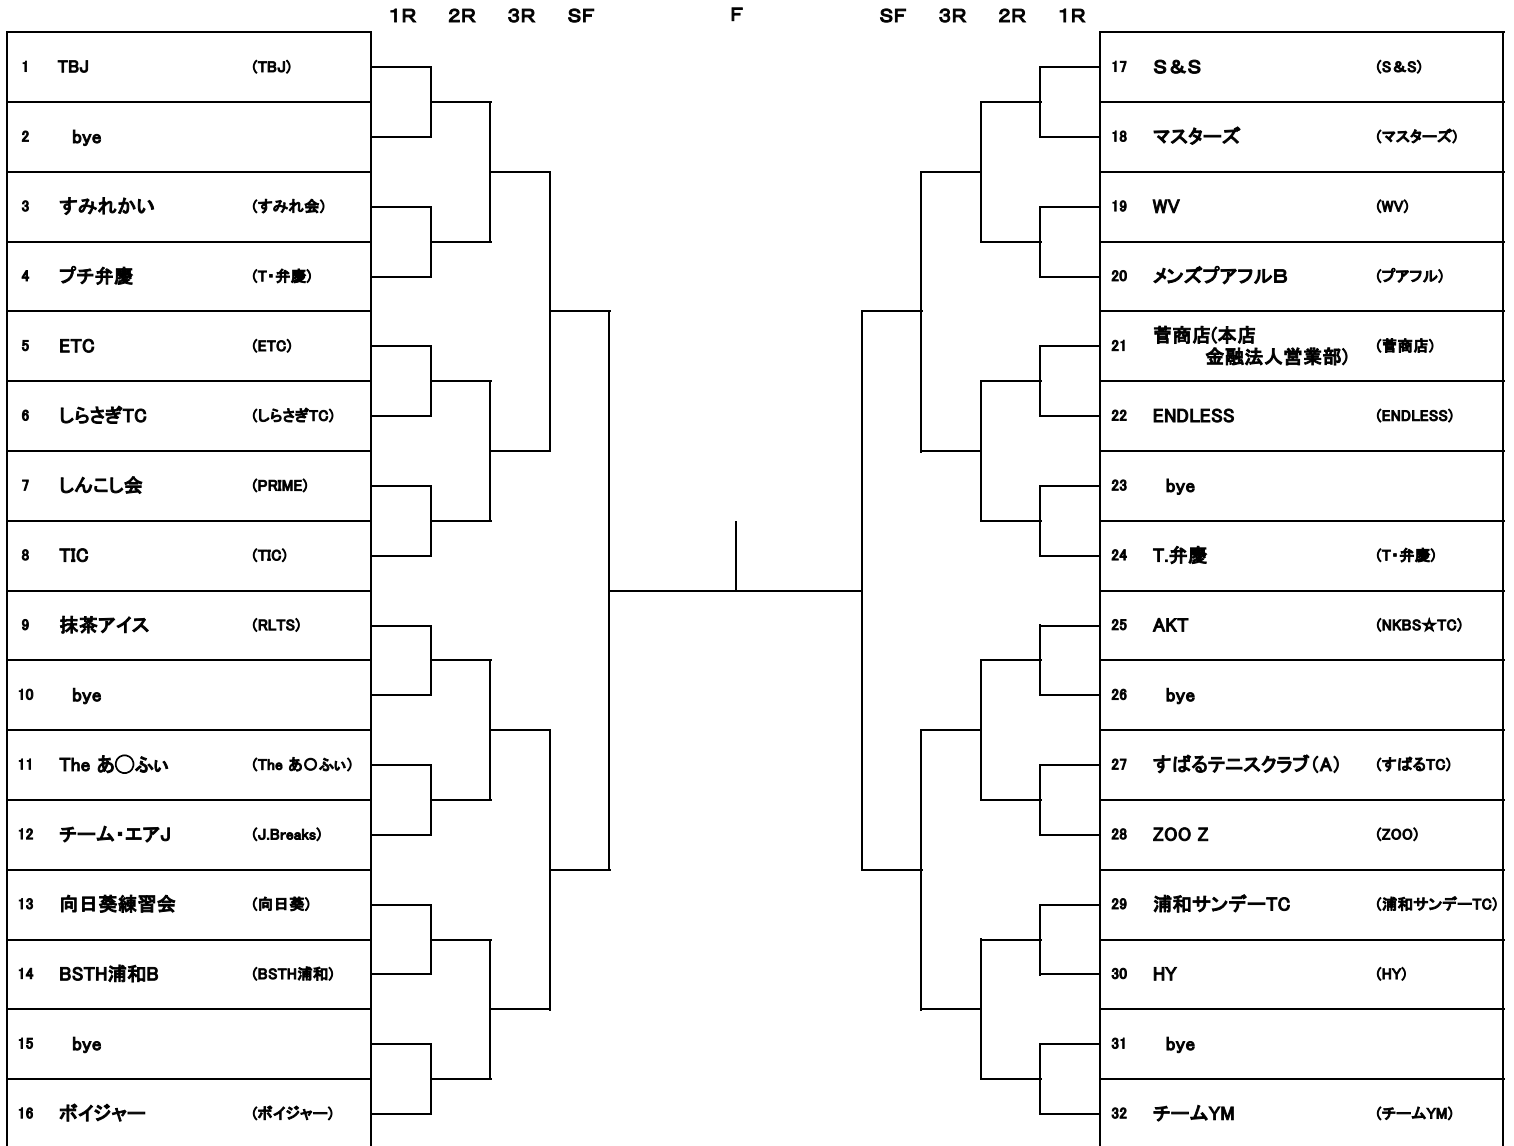 1R 2R 3R SF F SF 3R 2R 1R
1 TBJ (TBJ)
2 bye
3 すみれかい (すみれ会)
4 プチ弁慶 (T・弁慶)
5 ETC (ETC)
6 しらさぎTC (しらさぎTC)
7 しんこし会 (PRIME)
8 TIC (TIC)
9 抹茶アイス (RLTS)
10 bye
11 The あ○ふぃ (The あ○ふぃ)
12 チーム・エアJ (J.Breaks)
13 向日葵練習会 (向日葵)
14 BSTH浦和B (BSTH浦和)
15 bye
16 ボイジャー (ボイジャー)
17 S&S (S&S)
18 マスターズ (マスターズ)
19 WV (WV)
20 メンズプアフルB (プアフル)
21 菅商店(本店
金融法人営業部) (菅商店)
22 ENDLESS (ENDLESS)
23 bye
24 T.弁慶 (T・弁慶)
25 AKT (NKBS☆TC)
26 bye
27 すばるテニスクラブ(A) (すばるTC)
28 ZOO Z (ZOO)
29 浦和サンデーTC (浦和サンデーTC)
30 HY (HY)
31 bye
32 チームYM (チームYM)